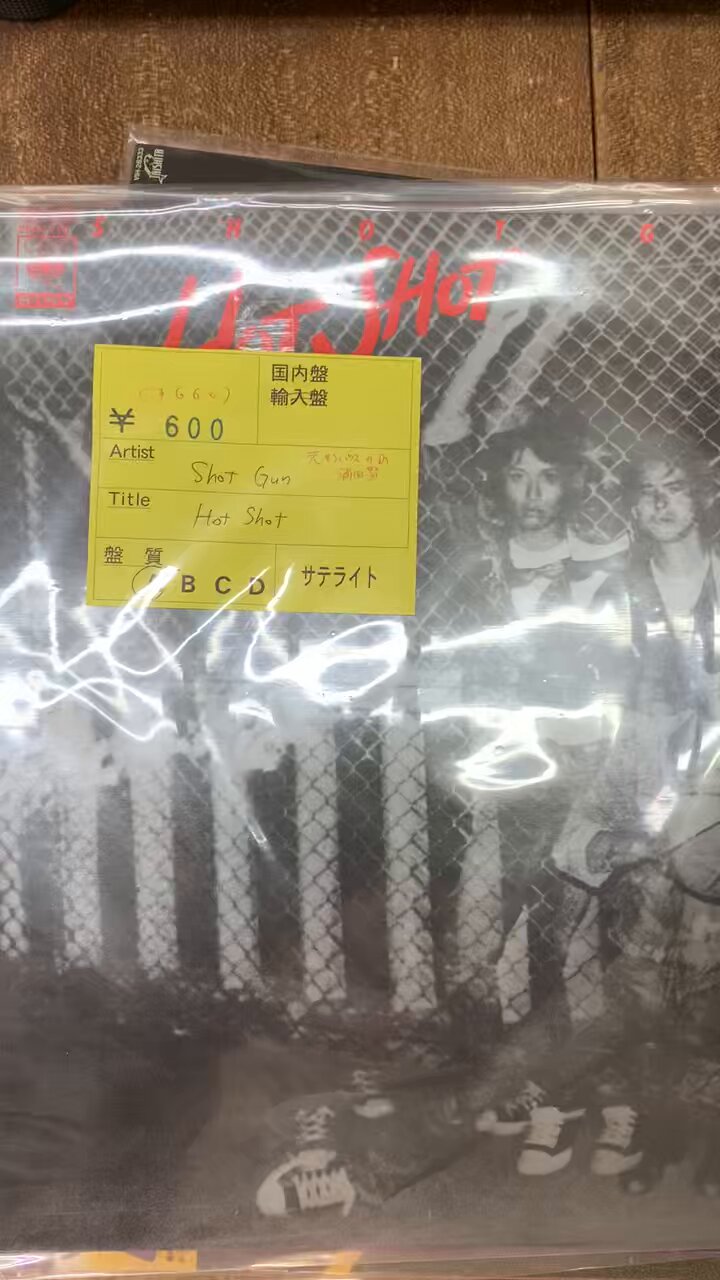 S H O T G
HOT SHOT
(¥660)
¥ 600
国内盤
輸入盤
Artist
Shot Gun
Title
Hot Shot
盤 質
A B C D
サテライト